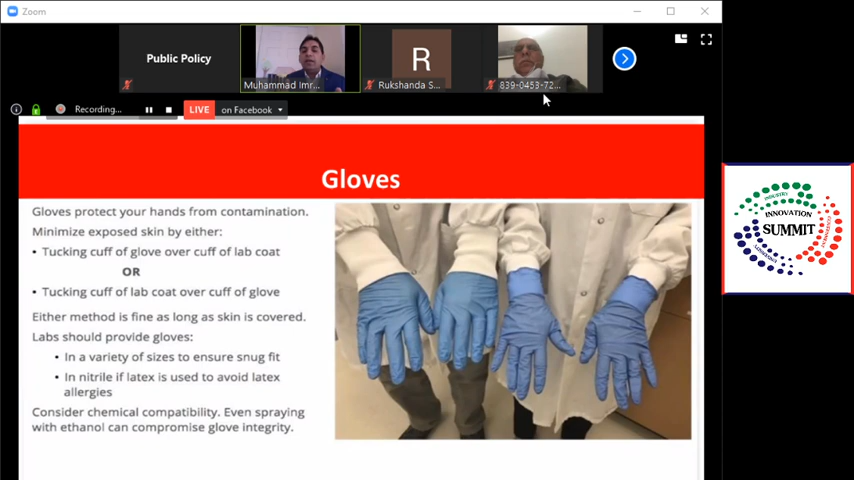 Zoom
Public Policy
Muhammad Imr...
R
Rukshanda S...
839-0453-72...
Recording...
LIVE
on Facebook
Gloves
Gloves protect your hands from contamination.
Minimize exposed skin by either:
• Tucking cuff of glove over cuff of lab coat
OR
• Tucking cuff of lab coat over cuff of glove
Either method is fine as long as skin is covered.
Labs should provide gloves:
• In a variety of sizes to ensure snug fit
• In nitrile if latex is used to avoid latex
allergies
Consider chemical compatibility. Even spraying
with ethanol can compromise glove integrity.
INDUSTRY
INNOVATION
SUMMIT
GOVERNMENT
UNIVERSITY